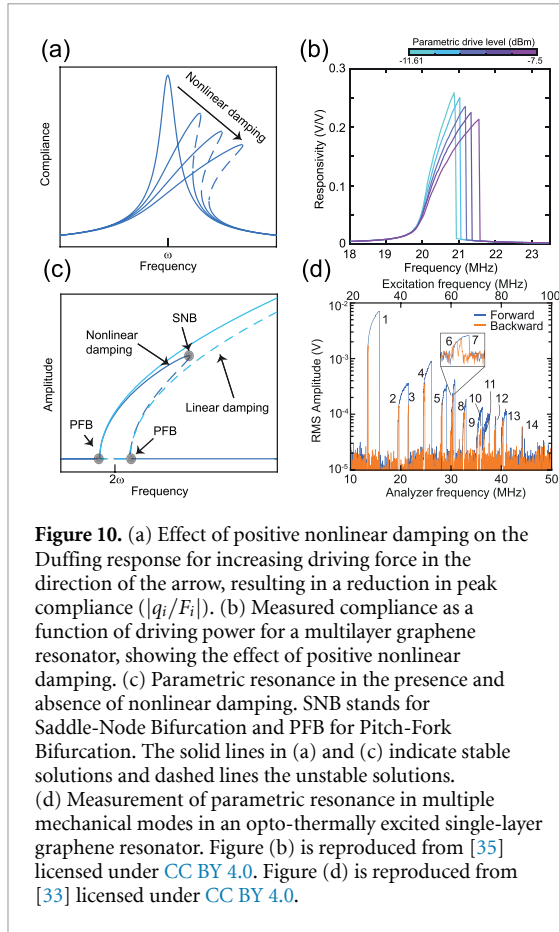 (a)
Nonlinear
damping
Compliance
ω
Frequency
(b)
Parametric drive level (dBm)
-11.61
-7.5
0.3
0.2
0.1
0
Responsivity (V/V)
18
19
20
21
22
23
Frequency (MHz)
(c)
SNB
Nonlinear
damping
Amplitude
Linear damping
PFB
PFB
2ω
Frequency
(d)
Excitation frequency (MHz)
20
40
60
80
100
Forward
Backward
RMS Amplitude (V)
10-2
10-3
10-4
10-5
1
2
3
4
5
6
7
8
9
10
11
12
13
14
10
20
30
40
50
Analyzer frequency (MHz)
Figure 10. (a) Effect of positive nonlinear damping on the
Duffing response for increasing driving force in the
direction of the arrow, resulting in a reduction in peak
compliance (|qi/Fi|). (b) Measured compliance as a
function of driving power for a multilayer graphene
resonator, showing the effect of positive nonlinear
damping. (c) Parametric resonance in the presence and
absence of nonlinear damping. SNB stands for
Saddle-Node Bifurcation and PFB for Pitch-Fork
Bifurcation. The solid lines in (a) and (c) indicate stable
solutions and dashed lines the unstable solutions.
(d) Measurement of parametric resonance in multiple
mechanical modes in an opto-thermally excited single-layer
graphene resonator. Figure (b) is reproduced from [35]
licensed under CC BY 4.0. Figure (d) is reproduced from
[33] licensed under CC BY 4.0.